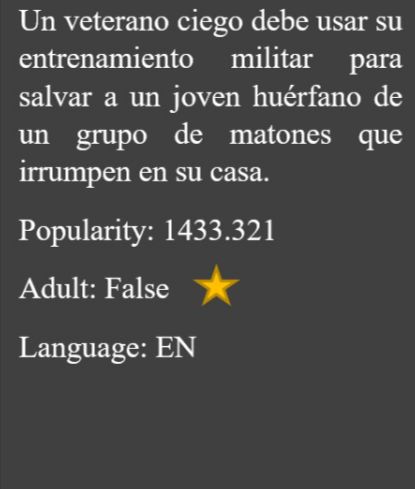 Un veterano ciego debe usar su
entrenamiento militar para
salvar a un joven huérfano de
un grupo de matones que
irrumpen en su casa.
Popularity: 1433.321
Adult: False
Language: EN